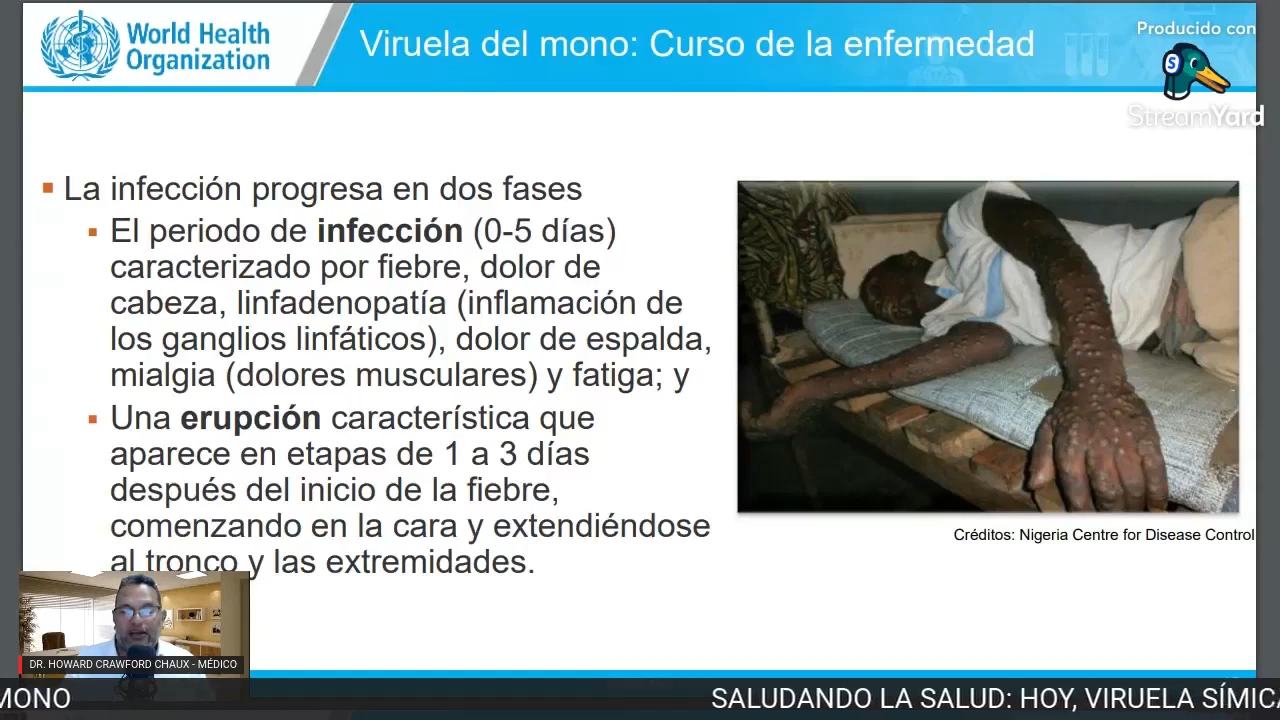 World Health
Organization
Viruela del mono: Curso de la enfermedad
Producido con
S
StreamYard
La infección progresa en dos fases
El periodo de infección (0-5 días)
caracterizado por fiebre, dolor de
cabeza, linfadenopatía (inflamación de
los ganglios linfáticos), dolor de espalda,
mialgia (dolores musculares) y fatiga; y
Una erupción característica que
aparece en etapas de 1 a 3 días
después del inicio de la fiebre,
comenzando en la cara y extendiéndose
al tronco y las extremidades.
Créditos: Nigeria Centre for Disease Control
DR. HOWARD CRAWFORD CHAUX - MÉDICO
MONO
SALUDANDO LA SALUD: HOY, VIRUELA SÍMICA